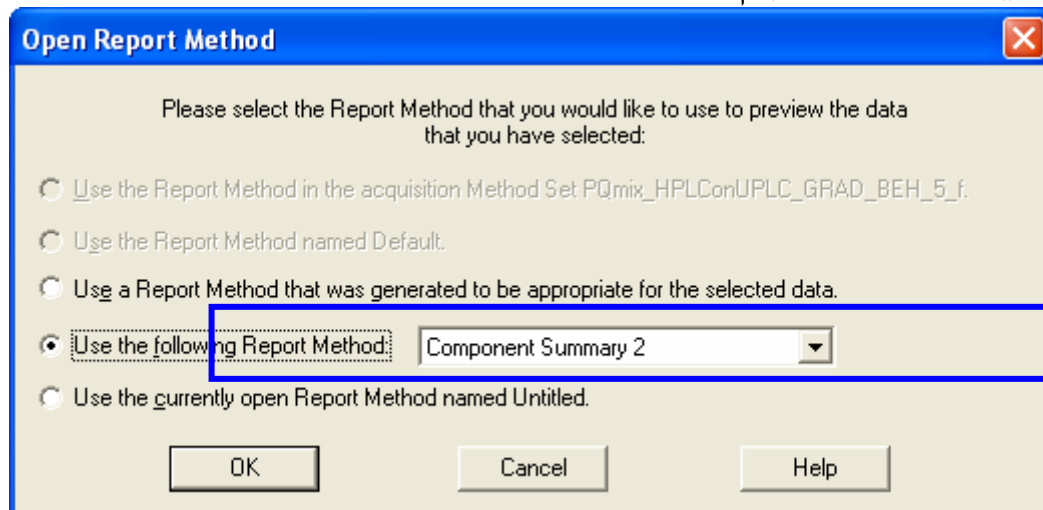 Open Report Method
Please select the Report Method that you would like to use to preview the data
that you have selected:
Use the Report Method in the acquisition Method Set PQmix_HPLConUPLC_GRAD_BEH_5_f.
Use the Report Method named Default.
Use a Report Method that was generated to be appropriate for the selected data.
Use the following Report Method: Component Summary 2
Use the currently open Report Method named Untitled.
OK Cancel Help